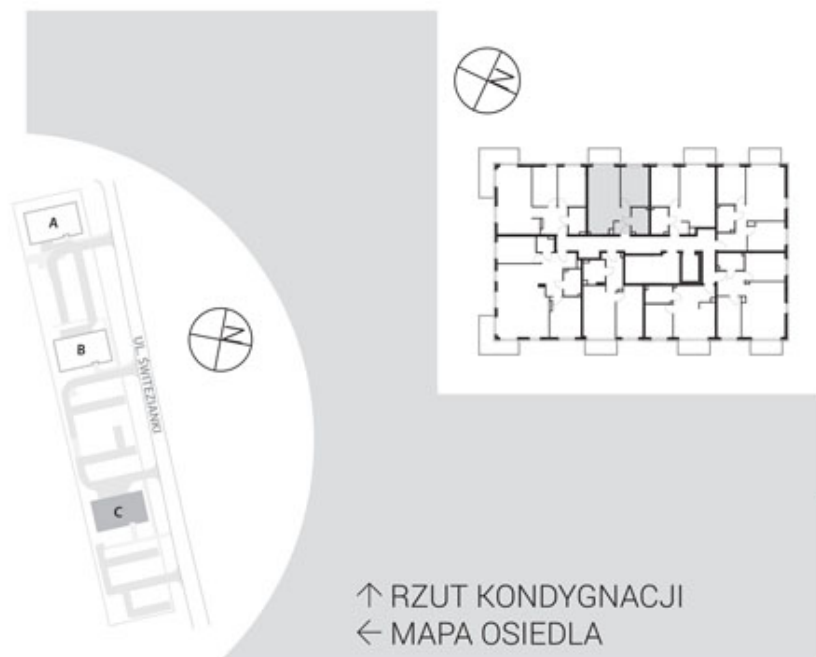 N
A
B
N
UL. ŚWITEZIANKI
C
↑ RZUT KONDYGNACJI
← MAPA OSIEDLA